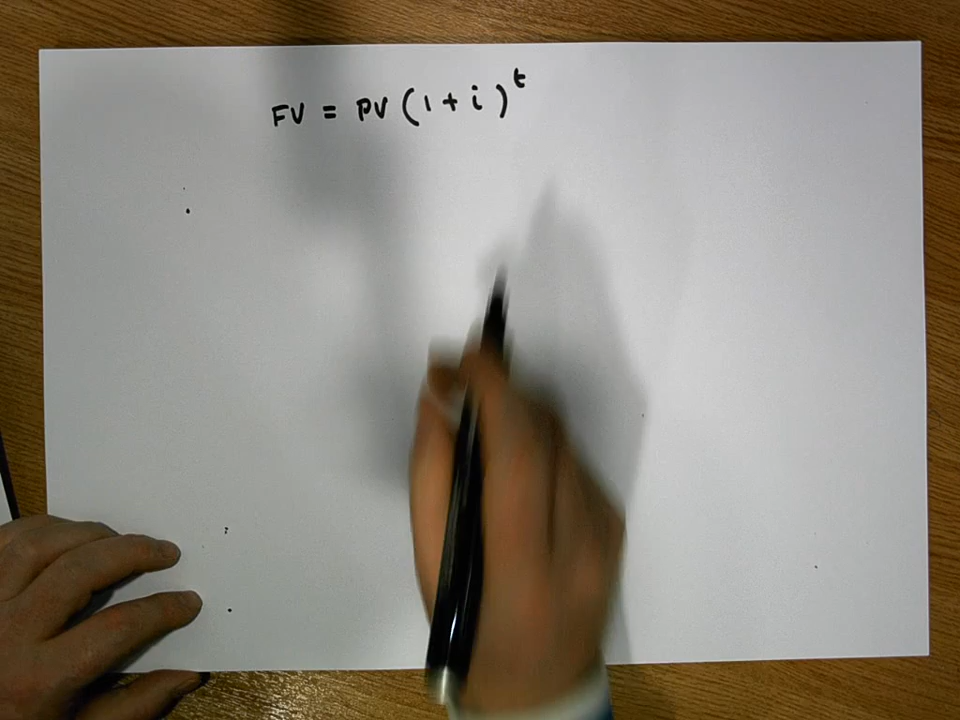 FV = PV (1 + i)^t